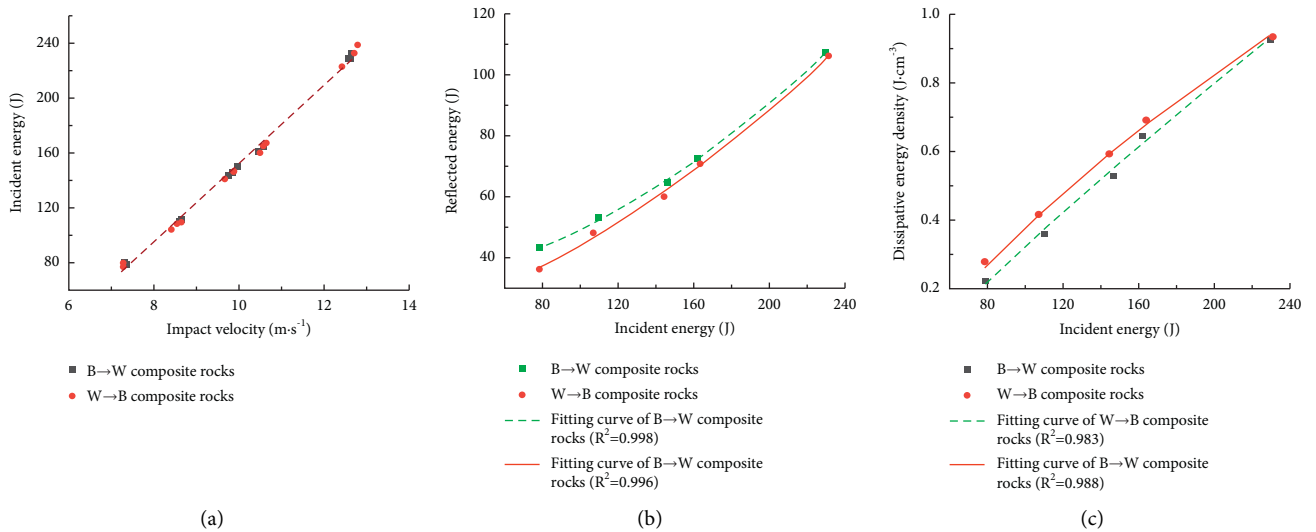 240
200
160
120
80
Incident energy (J)
6
8
10
12
14
Impact velocity (m·s⁻¹)
B→W composite rocks
W→B composite rocks
(a)
120
100
80
60
40
Reflected energy (J)
80
120
160
200
240
Incident energy (J)
B→W composite rocks
W→B composite rocks
Fitting curve of B→W composite
rocks (R²=0.998)
Fitting curve of B→W composite
rocks (R²=0.996)
(b)
1.0
0.8
0.6
0.4
0.2
Dissipative energy density (J·cm⁻³)
80
120
160
200
240
Incident energy (J)
B→W composite rocks
W→B composite rocks
Fitting curve of W→B composite
rocks (R²=0.983)
Fitting curve of B→W composite
rocks (R²=0.988)
(c)